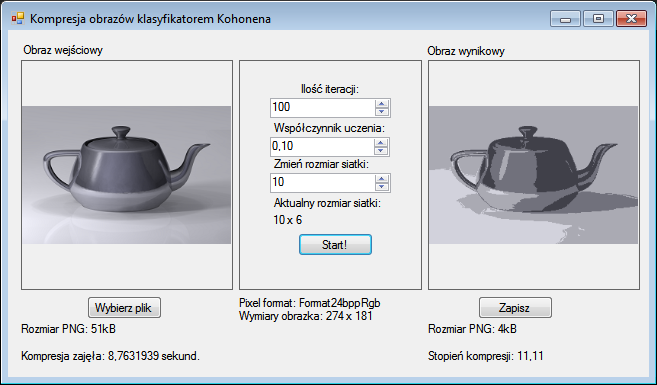 Kompresja obrazów klasyfikatorem Kohonena
Obraz wejściowy
Obraz wynikowy
Ilość iteracji:
100
Współczynnik uczenia:
0,10
Zmień rozmiar siatki:
10
Aktualny rozmiar siatki:
10 x 6
Start!
Wybierz plik
Pixel format: Format24bppRgb
Wymiary obrazka: 274 x 181
Zapisz
Rozmiar PNG: 51kB
Rozmiar PNG: 4kB
Kompresja zajęła: 8,7631939 sekund.
Stopień kompresji: 11,11